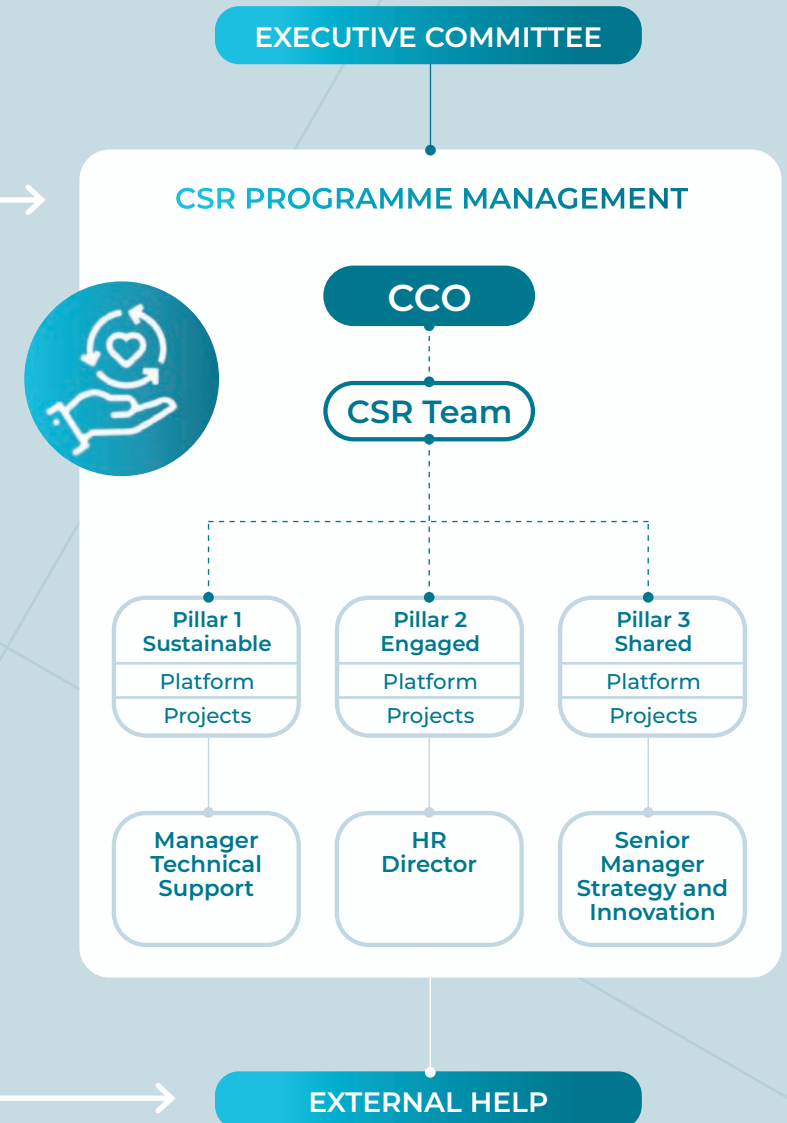 EXECUTIVE COMMITTEE
CSR PROGRAMME MANAGEMENT
CCO
CSR Team
Pillar 1
Sustainable
Platform
Projects
Pillar 2
Engaged
Platform
Projects
Pillar 3
Shared
Platform
Projects
Manager
Technical
Support
HR
Director
Senior
Manager
Strategy and
Innovation
EXTERNAL HELP